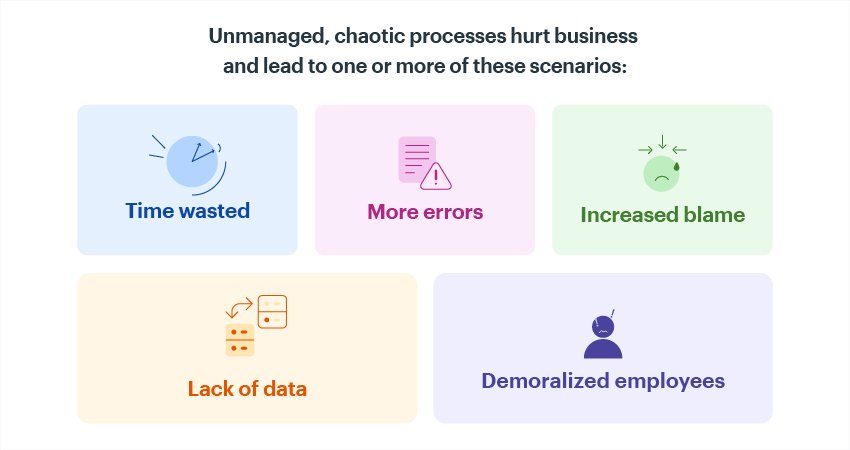 Unmanaged, chaotic processes hurt business
and lead to one or more of these scenarios:
Time wasted
More errors
Increased blame
Lack of data
Demoralized employees